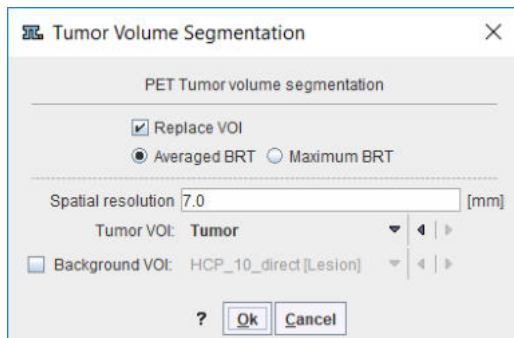 Tumor Volume Segmentation
PET Tumor volume segmentation
Replace VOI
Averaged BRT Maximum BRT
Spatial resolution 7.0 [mm]
Tumor VOI: Tumor
Background VOI: HCP_10_direct [Lesion]
? Ok Cancel